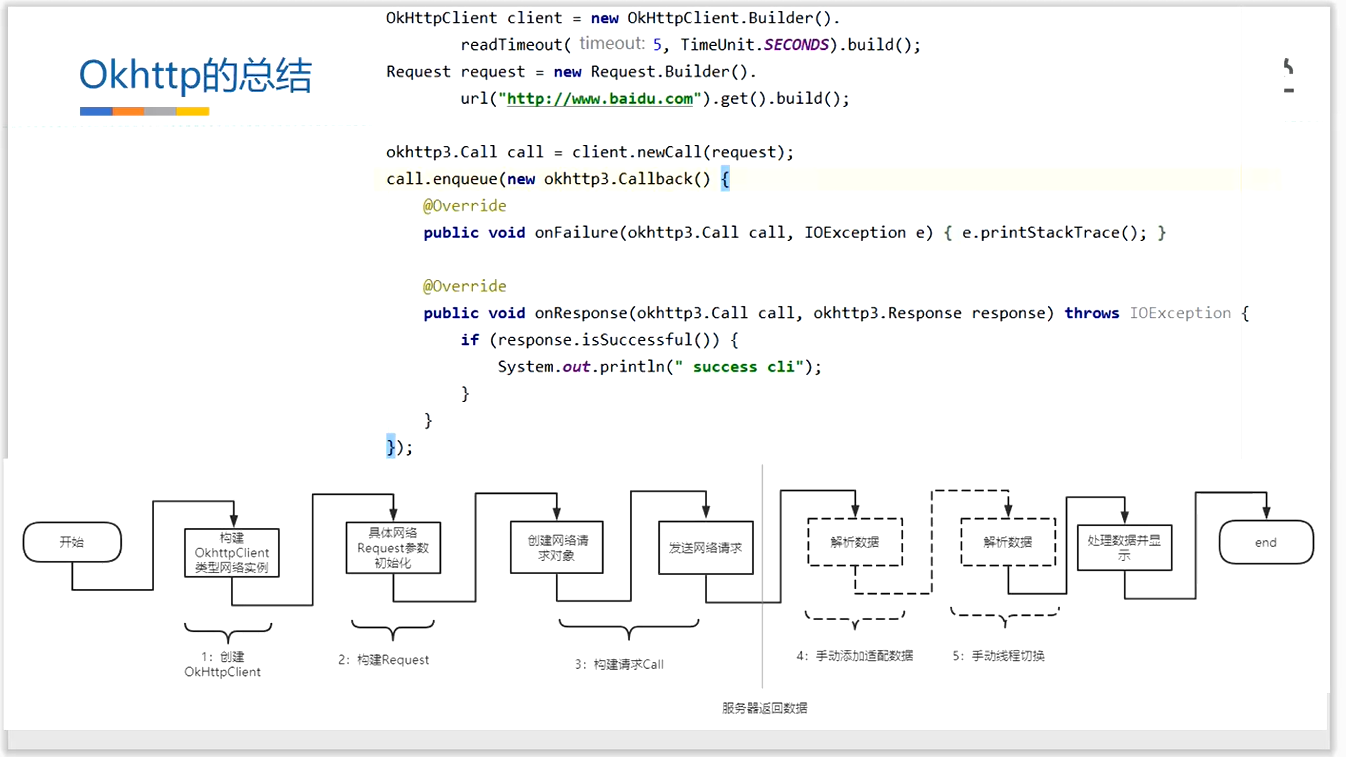 Okhttp的总结
OkHttpClient client = new OkHttpClient.Builder().
readTimeout( timeout: 5, TimeUnit.SECONDS).build();
Request request = new Request.Builder().
url("http://www.baidu.com").get().build();
okhttp3.Call call = client.newCall(request);
call.enqueue(new okhttp3.Callback() {
@Override
public void onFailure(okhttp3.Call call, IOException e) { e.printStackTrace(); }
@Override
public void onResponse(okhttp3.Call call, okhttp3.Response response) throws IOException {
if (response.isSuccessful()) {
System.out.println(" success cli");
}
}
});
开始
构建
OkhttpClient
类型网络实例
具体网络
Request参数
初始化
创建网络请
求对象
发送网络请求
解析数据
解析数据
处理数据并显
示
end
1：创建
OkHttpClient
2：构建Request
3：构建请求Call
4：手动添加适配数据
5：手动线程切换
服务器返回数据